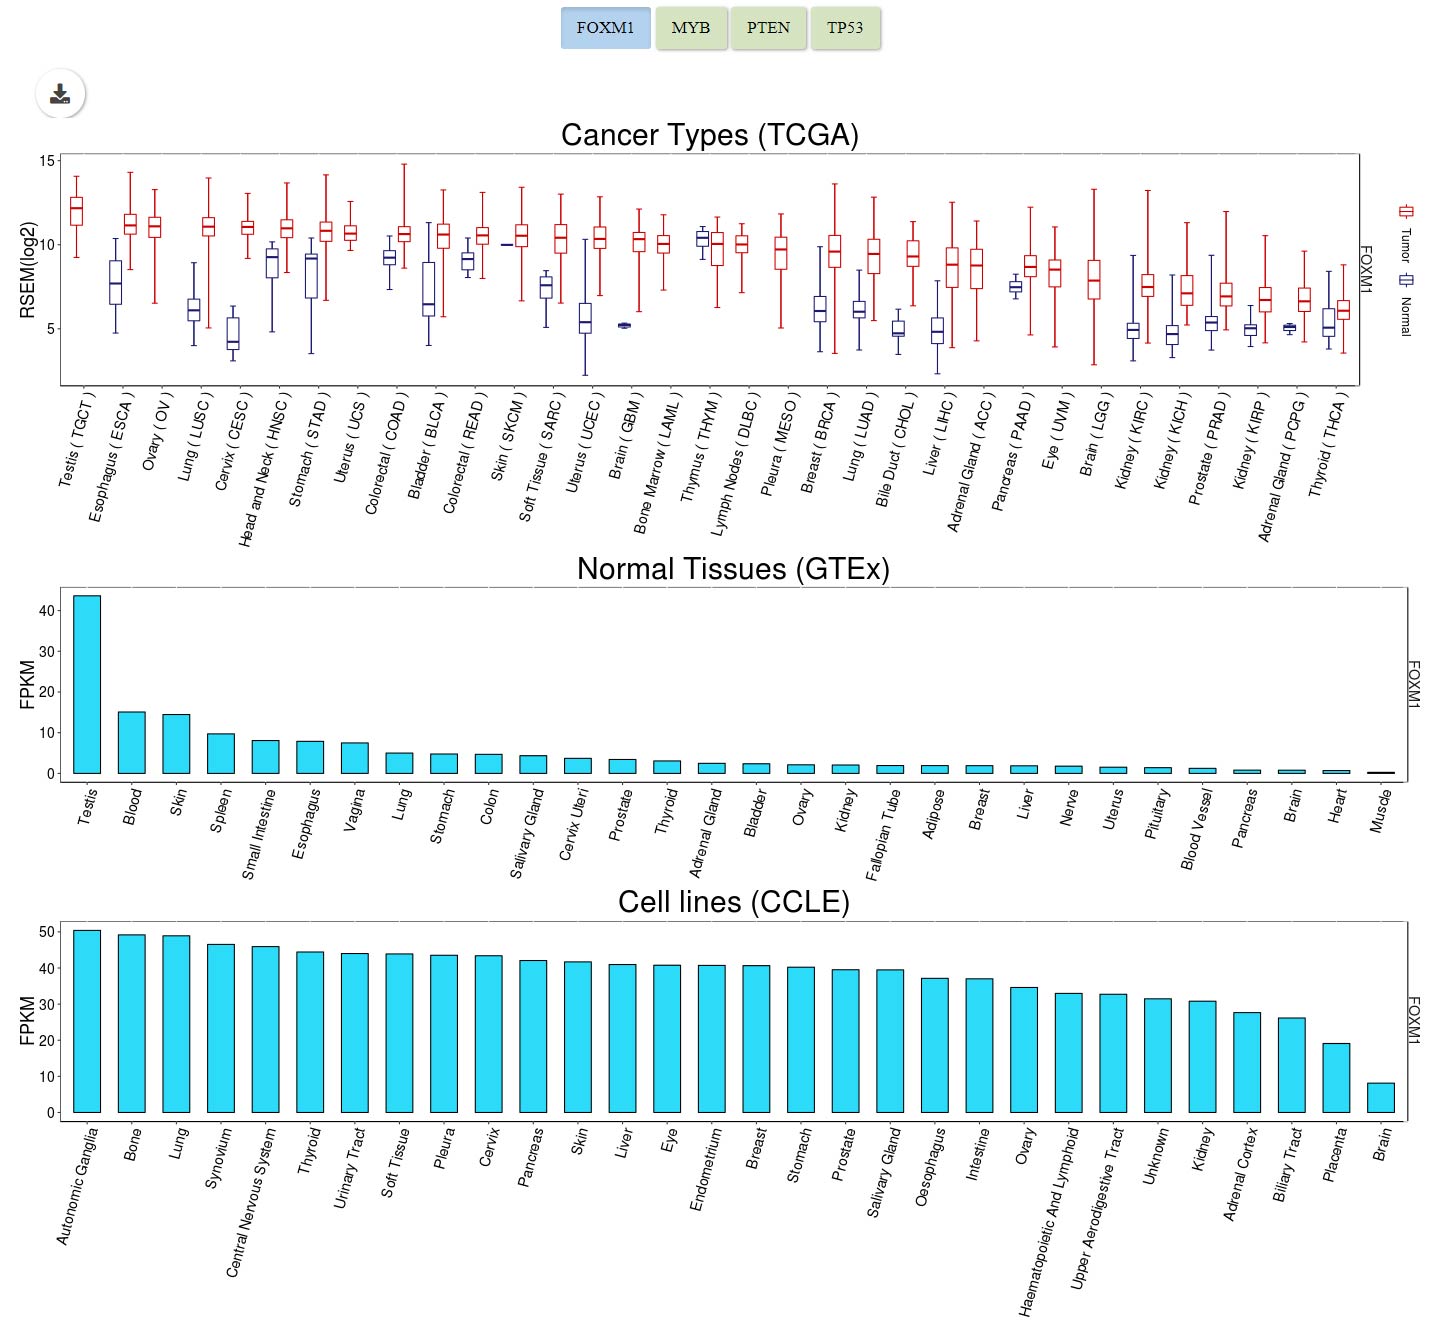 FOXM1 MYB PTEN TP53
Cancer Types (TCGA)
RSEM(log2)
15
10
5
FOXM1
Tumor
Normal
Testis ( TGCT )
Esophagus ( ESCA )
Ovary ( OV )
Lung ( LUSC )
Cervix ( CESC )
Head and Neck ( HNSC )
Stomach ( STAD )
Uterus ( UCS )
Colorectal ( COAD )
Bladder ( BLCA )
Colorectal ( READ )
Skin ( SKCM )
Soft Tissue ( SARC )
Uterus ( UCEC )
Brain ( GBM )
Bone Marrow ( LAML )
Thymus ( THYM )
Lymph Nodes ( DLBC )
Pleura ( MESO )
Breast ( BRCA )
Lung ( LUAD )
Bile Duct ( CHOL )
Liver ( LIHC )
Adrenal Gland ( ACC )
Pancreas ( PAAD )
Eye ( UVM )
Brain ( LGG )
Kidney ( KIRC )
Kidney ( KICH )
Prostate ( PRAD )
Kidney ( KIRP )
Adrenal Gland ( PCPG )
Thyroid ( THCA )
Normal Tissues (GTEx)
FPKM
40
30
20
10
0
FOXM1
Testis
Blood
Skin
Spleen
Small Intestine
Esophagus
Vagina
Lung
Stomach
Colon
Salivary Gland
Cervix Uteri
Prostate
Thyroid
Adrenal Gland
Bladder
Ovary
Kidney
Fallopian Tube
Adipose
Breast
Liver
Nerve
Uterus
Pituitary
Blood Vessel
Pancreas
Brain
Heart
Muscle
Cell lines (CCLE)
FPKM
50
40
30
20
10
0
FOXM1
Autonomic Ganglia
Bone
Lung
Synovium
Central Nervous System
Thyroid
Urinary Tract
Soft Tissue
Pleura
Cervix
Pancreas
Skin
Liver
Eye
Endometrium
Breast
Stomach
Prostate
Salivary Gland
Oesophagus
Intestine
Ovary
Haematopoietic And Lymphoid
Upper Aerodigestive Tract
Unknown
Kidney
Adrenal Cortex
Biliary Tract
Placenta
Brain